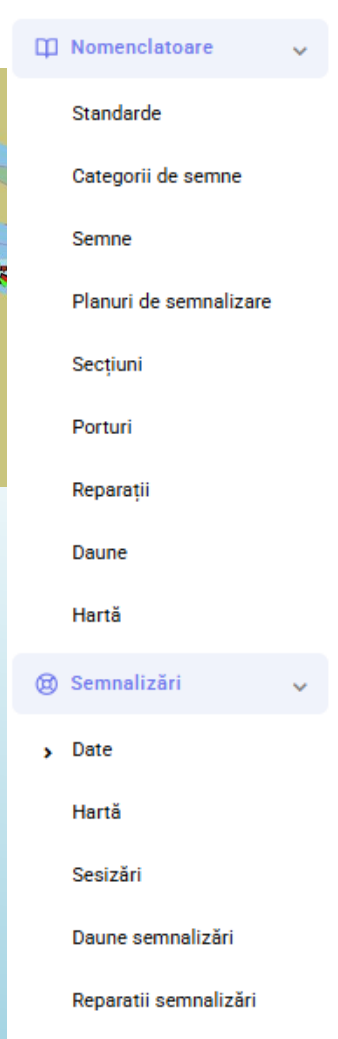 Nomenclatoare
Standarde
Categorii de semne
Semne
Planuri de semnalizare
Secțiuni
Porturi
Reparații
Daune
Hartă
Semnalizări
Date
Hartă
Sesizări
Daune semnalizări
Reparatii semnalizări